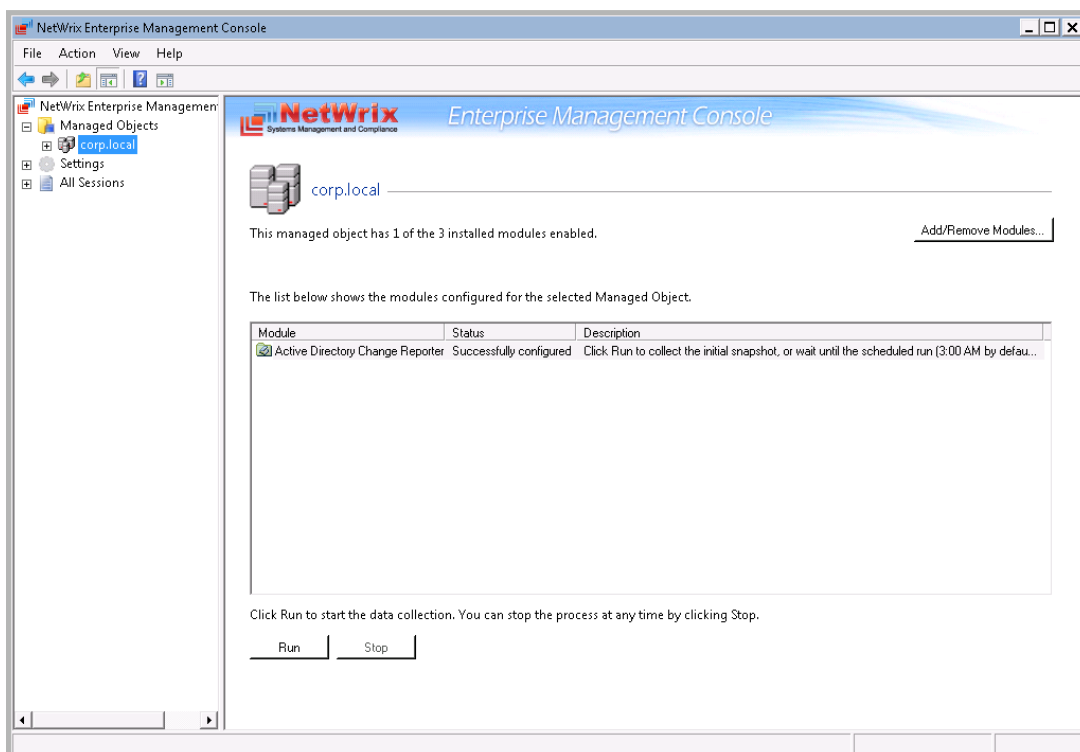 NetWrix Enterprise Management Console
File Action View Help
NetWrix Enterprise Managemen
Managed Objects
corp.local
Settings
All Sessions
NetWrix
Systems Management and Compliance
Enterprise Management Console
corp.local
This managed object has 1 of the 3 installed modules enabled.
Add/Remove Modules...
The list below shows the modules configured for the selected Managed Object.
Module Status Description
Active Directory Change Reporter Successfully configured Click Run to collect the initial snapshot, or wait until the scheduled run (3:00 AM by defau...
Click Run to start the data collection. You can stop the process at any time by clicking Stop.
Run Stop